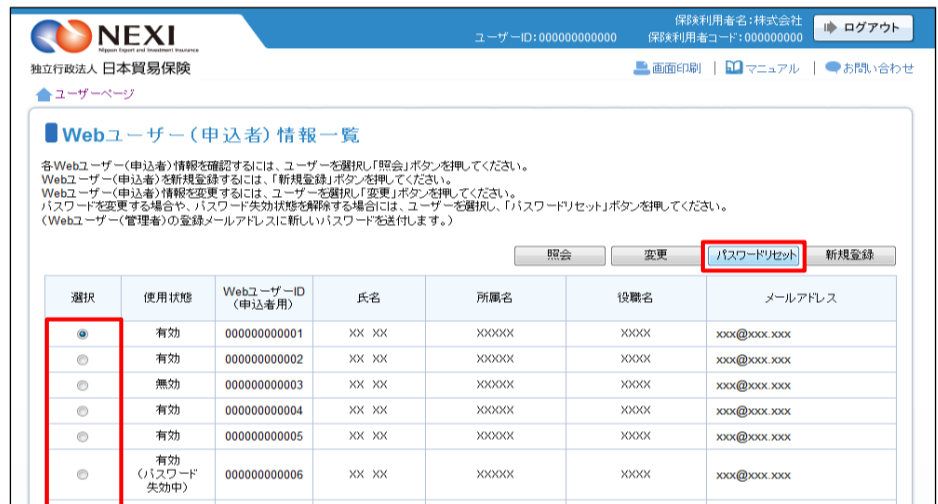 NEXI
Nippon Export and Investment Insurance
保険利用者名：株式会社
ユーザーID：000000000000 保険利用者コード：000000000
ログアウト
独立行政法人 日本貿易保険
画面印刷 | マニュアル | お問い合わせ
ユーザーページ
Webユーザー（申込者）情報一覧
各Webユーザー（申込者）情報を確認するには、ユーザーを選択し「照会」ボタンを押してください。
Webユーザー（申込者）を新規登録するには、「新規登録」ボタンを押してください。
Webユーザー（申込者）情報を変更するには、ユーザーを選択し「変更」ボタンを押してください。
パスワードを変更する場合や、パスワード失効状態を解除する場合には、ユーザーを選択し、「パスワードリセット」ボタンを押してください。
（Webユーザー（管理者）の登録メールアドレスに新しいパスワードを送付します。）
照会 変更 パスワードリセット 新規登録
選択 使用状態 WebユーザーID（申込者用） 氏名 所属名 役職名 メールアドレス
有効 000000000001 XX XX XXXXX XXXX xxx@xxx.xxx
有効 000000000002 XX XX XXXXX XXXX xxx@xxx.xxx
無効 000000000003 XX XX XXXXX XXXX xxx@xxx.xxx
有効 000000000004 XX XX XXXXX XXXX xxx@xxx.xxx
有効 000000000005 XX XX XXXXX XXXX xxx@xxx.xxx
有効（パスワード失効中） 000000000006 XX XX XXXXX XXXX xxx@xxx.xxx